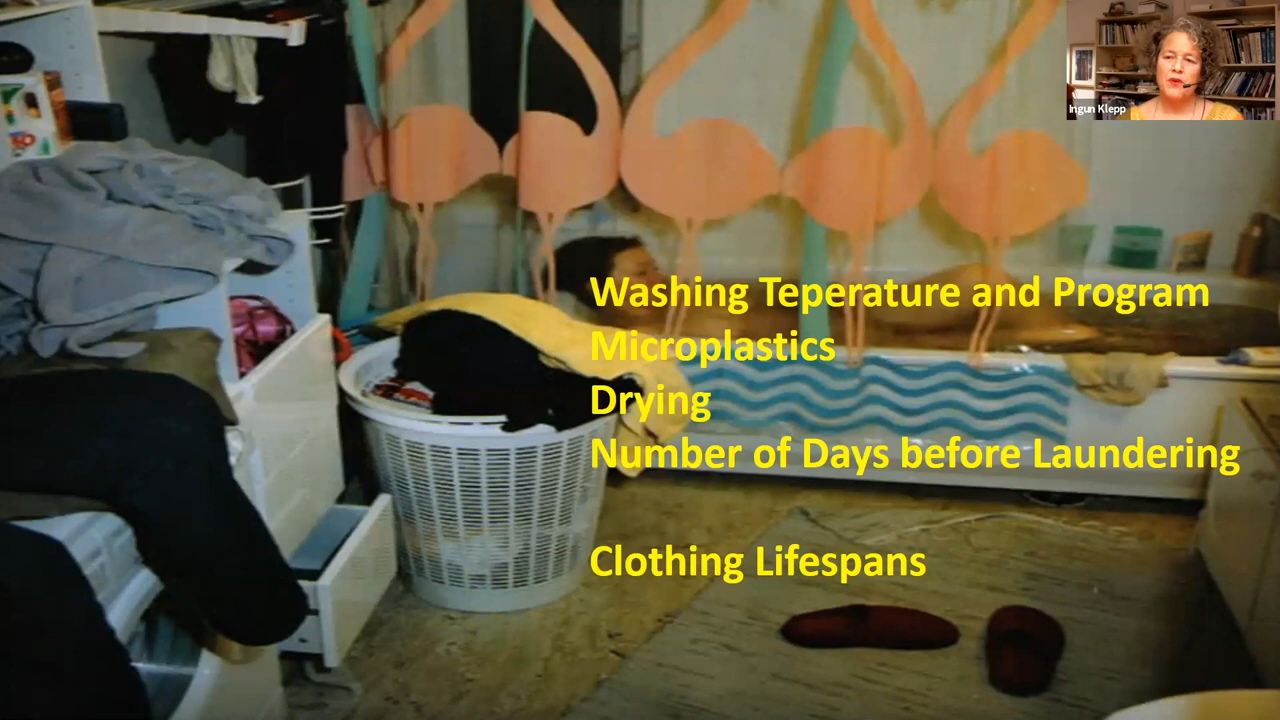 Ingun Klepp
Washing Teperature and Program
Microplastics
Drying
Number of Days before Laundering
Clothing Lifespans